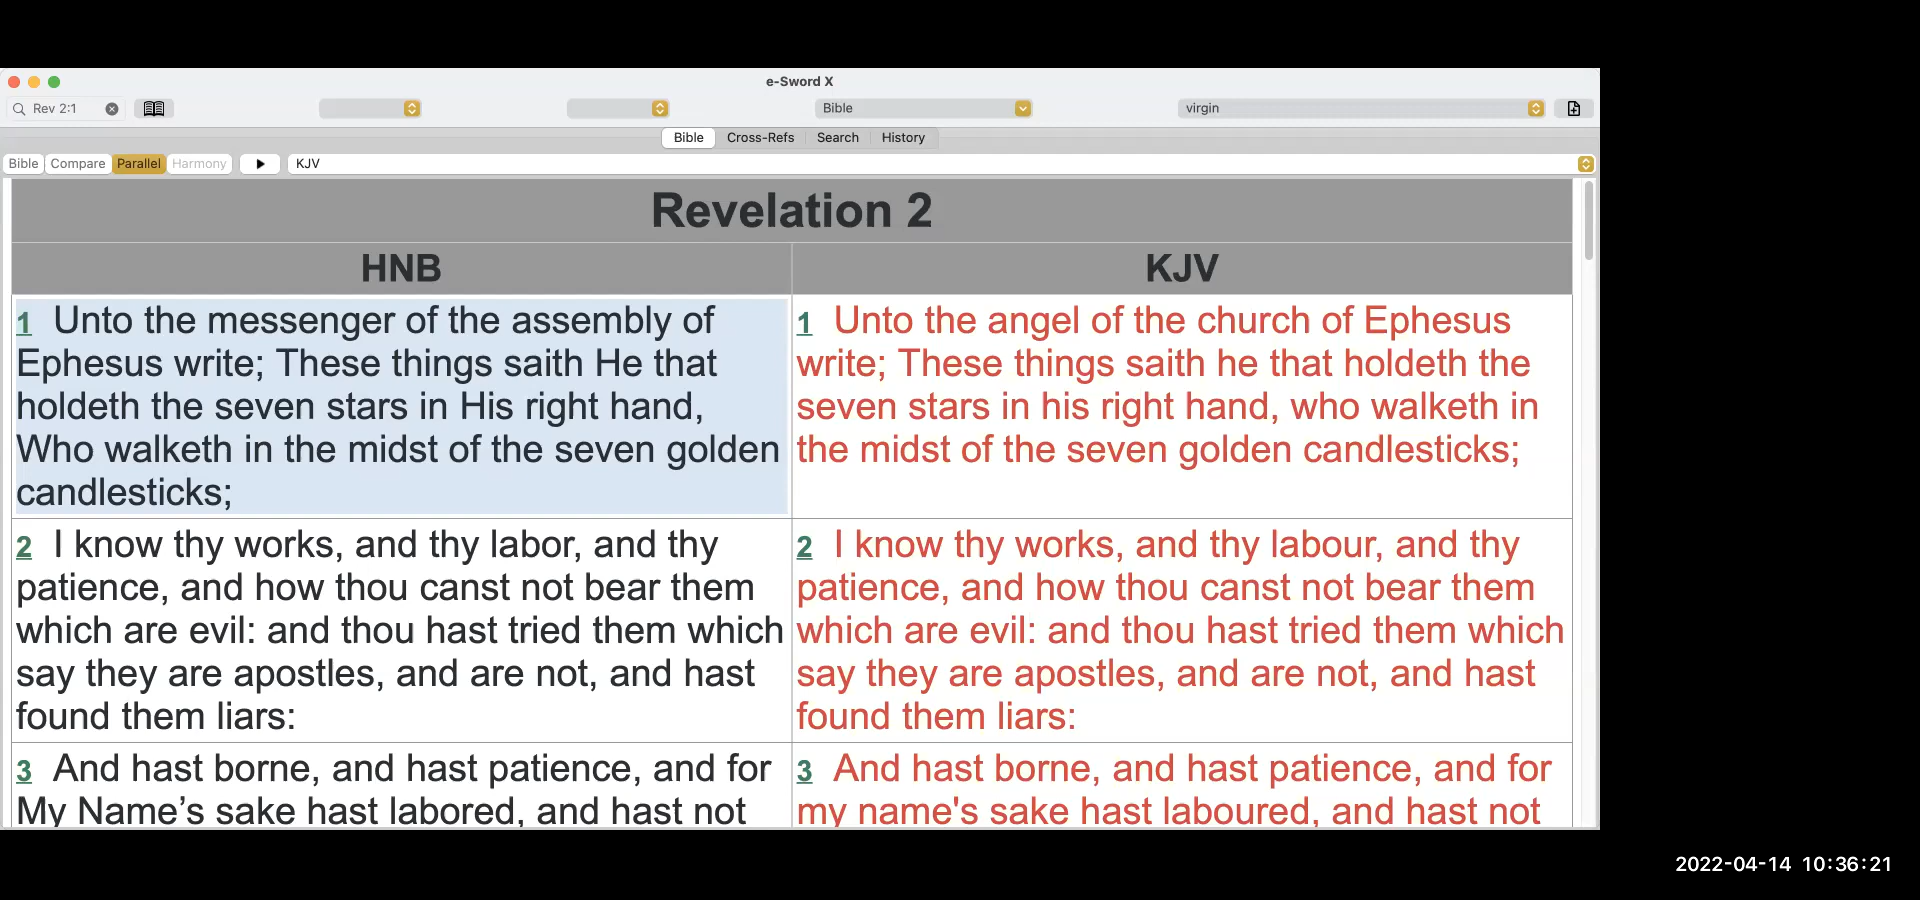 e-Sword X
Rev 2:1
Bible
virgin
Bible Cross-Refs Search History
Bible Compare Parallel Harmony KJV
Revelation 2
HNB
KJV
1 Unto the messenger of the assembly of
Ephesus write; These things saith He that
holdeth the seven stars in His right hand,
Who walketh in the midst of the seven golden
candlesticks;
1 Unto the angel of the church of Ephesus
write; These things saith he that holdeth the
seven stars in his right hand, who walketh in
the midst of the seven golden candlesticks;
2 I know thy works, and thy labor, and thy
patience, and how thou canst not bear them
which are evil: and thou hast tried them which
say they are apostles, and are not, and hast
found them liars:
2 I know thy works, and thy labour, and thy
patience, and how thou canst not bear them
which are evil: and thou hast tried them which
say they are apostles, and are not, and hast
found them liars:
3 And hast borne, and hast patience, and for
My Name’s sake hast labored, and hast not
3 And hast borne, and hast patience, and for
my name's sake hast laboured, and hast not
2022-04-14 10:36:21